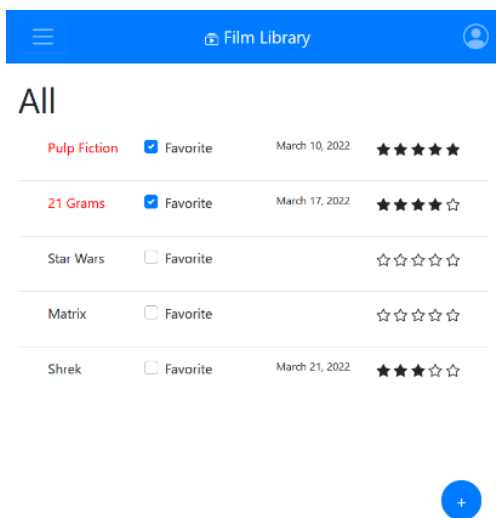 Film Library
All
Pulp Fiction Favorite March 10, 2022 ★★★★★
21 Grams Favorite March 17, 2022 ★★★★☆
Star Wars Favorite ☆☆☆☆☆
Matrix Favorite ☆☆☆☆☆
Shrek Favorite March 21, 2022 ★★★☆☆
+